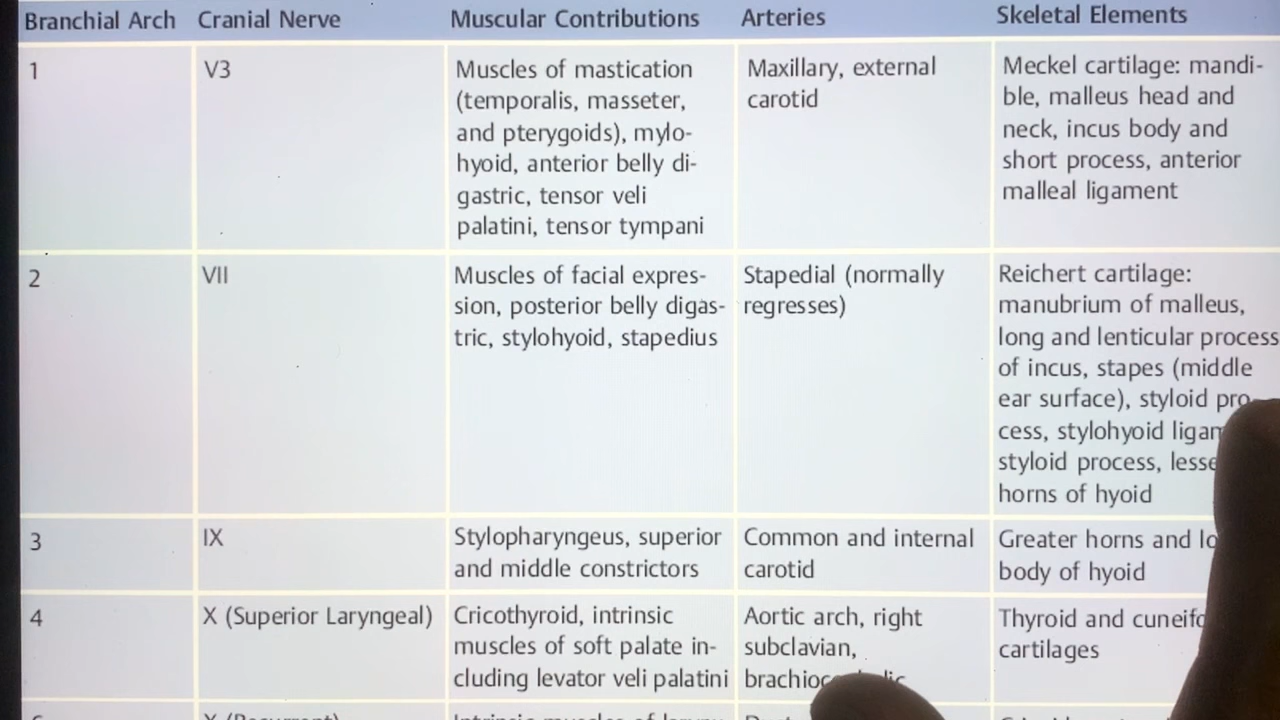 Branchial Arch Cranial Nerve Muscular Contributions Arteries Skeletal Elements
1 V3 Muscles of mastication Maxillary, external Meckel cartilage: mandi-
(temporalis, masseter, carotid ble, malleus head and
and pterygoids), mylo- neck, incus body and
hyoid, anterior belly di- short process, anterior
gastric, tensor veli malleal ligament
palatini, tensor tympani
2 VII Muscles of facial expres- Stapedial (normally Reichert cartilage:
sion, posterior belly digas- regresses) manubrium of malleus,
tric, stylohyoid, stapedius long and lenticular process
of incus, stapes (middle
ear surface), styloid pro-
cess, stylohyoid
styloid process,
horns of hyoid
3 IX Stylopharyngeus, superior Common and internal Greater horns and
and middle constrictors carotid body of hyoid
4 X (Superior Laryngeal) Cricothyroid, intrinsic Aortic arch, right Thyroid and
muscles of soft palate in- subclavian, cartilages
cluding levator veli palatini